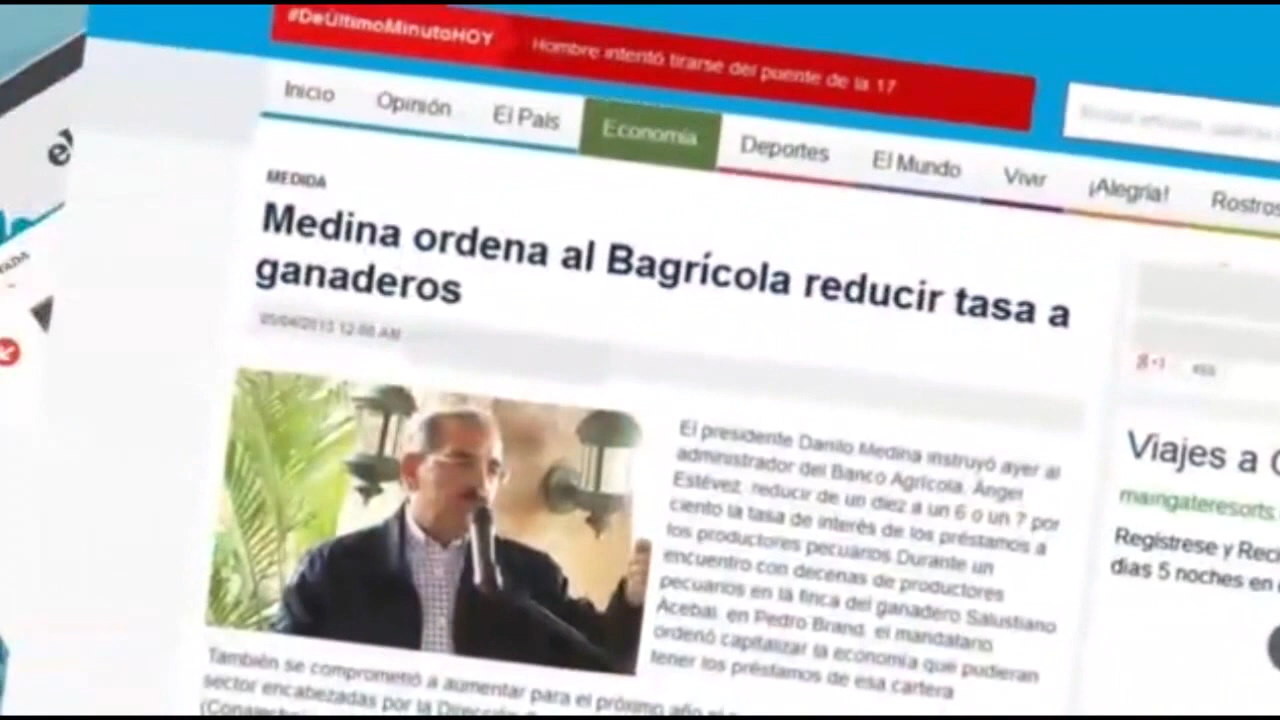 #DeÚltimoMinutoHOY Hombre intentó tirarse del puente de la 17
Inicio Opinión El País Economía Deportes El Mundo Vivir ¡Alegría! Rostros
MEDIDA
Medina ordena al Bagrícola reducir tasa a
ganaderos
12:00 AM
El presidente Danilo Medina instruyó ayer al
administrador del Banco Agrícola, Ángel
Estévez, reducir de un diez a un 6 o un 7 por
ciento la tasa de interés de los préstamos a
los productores pecuarios.Durante un
encuentro con decenas de productores
pecuarios en la finca del ganadero Salustiano
Acebal, en Pedro Brand, el mandatario
ordenó capitalizar la economía que pudieran
tener los préstamos de esa cartera
También se comprometió a aumentar para el próximo año
sector encabezadas por la Dirección
Viajes a
maingateresorts.
Regístrese y
días 5 noches en